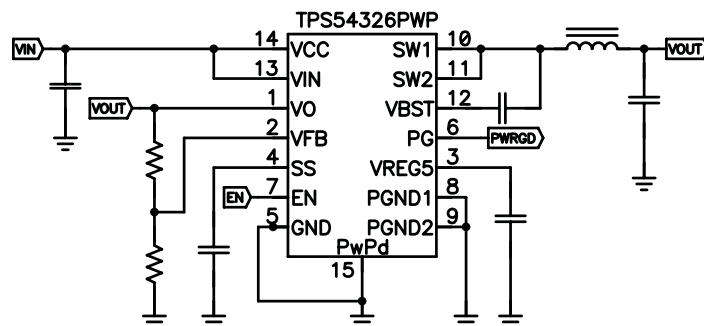 TPS54326PWP
VIN
14 VCC SW1 10
VOUT
13 VIN SW2 11
VOUT
1 VO VBST 12
2 VFB PG 6 PWRGD
4 SS VREG5 3
EN
7 EN PGND1 8
5 GND PGND2 9
PwPd
15